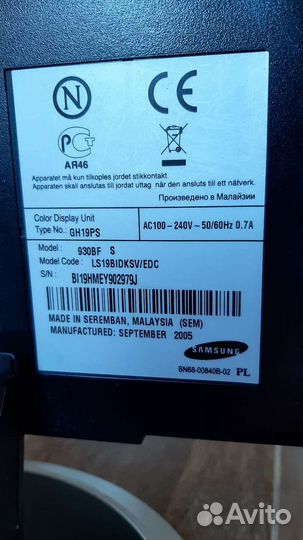 N
CE
PC
АЯ46
Apparatet må kun tilkoples jordet stikkontakt.
Apparaten skall anslutas till jordat uttag när den ansluts till ett nätverk.
Произведено в Малайзии
Color Display Unit
Type No.: GH19PS
AC100-240V~50/60Hz 0.7A
Model : 930BF S
Model Code : LS19BIDKSV/EDC
S/N : BI19HMEY902979J
MADE IN SEREMBAN, MALAYSIA (SEM)
MANUFACTURED: SEPTEMBER 2005
SAMSUNG
BN68-00840B-02 PL
Avito